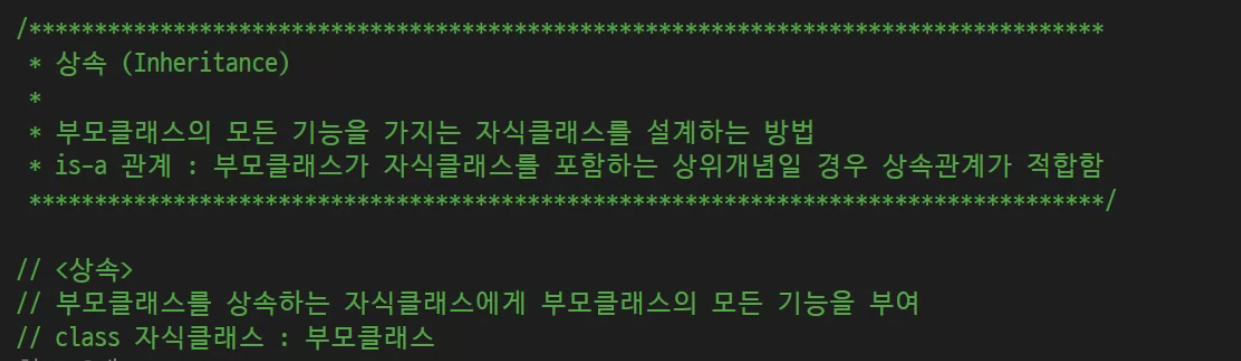 /**********************************************************************************
* 상속 (Inheritance)
*
* 부모클래스의 모든 기능을 가지는 자식클래스를 설계하는 방법
* is-a 관계 : 부모클래스가 자식클래스를 포함하는 상위개념일 경우 상속관계가 적합함
**********************************************************************************/
// <상속>
// 부모클래스를 상속하는 자식클래스에게 부모클래스의 모든 기능을 부여
// class 자식클래스 : 부모클래스